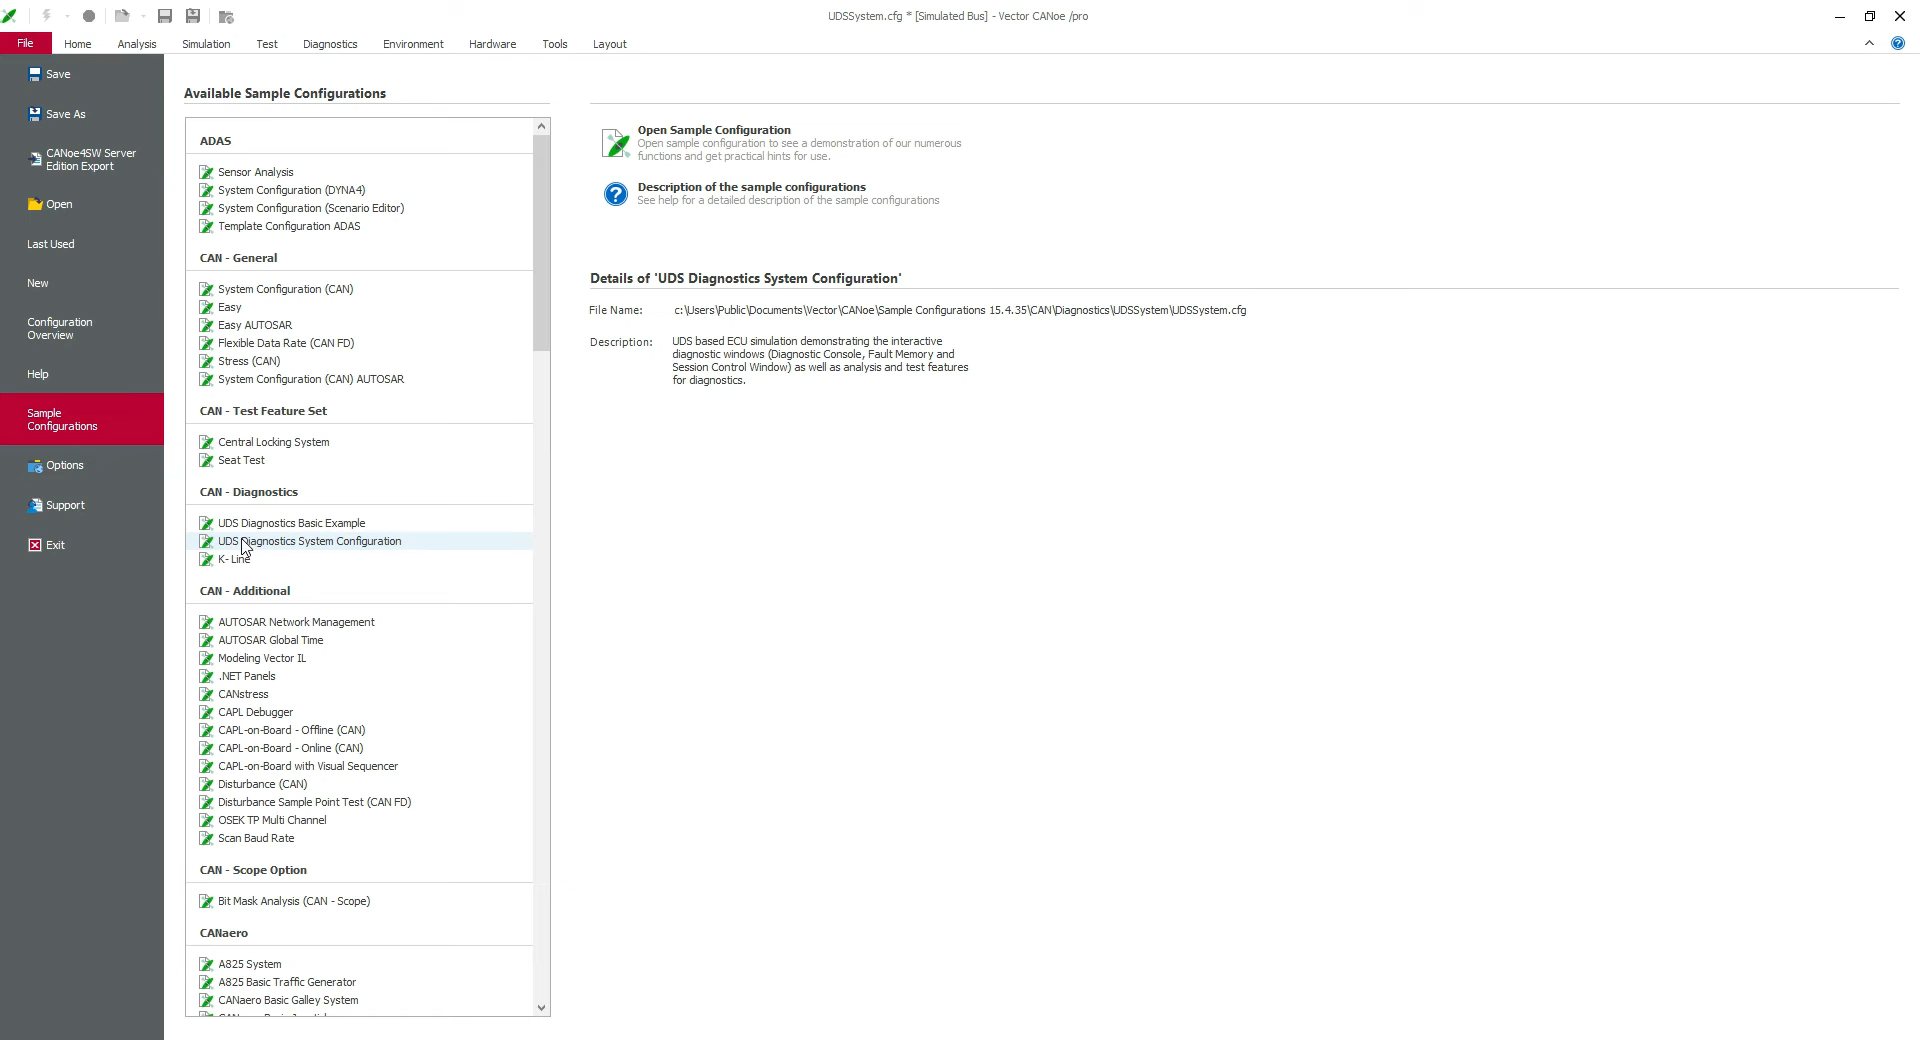 UDSSystem.cfg * [Simulated Bus] - Vector CANoe /pro
File Home Analysis Simulation Test Diagnostics Environment Hardware Tools Layout
Save
Save As
CANoe4SW Server
Edition Export
Open
Last Used
New
Configuration
Overview
Help
Sample
Configurations
Options
Support
Exit
Available Sample Configurations
ADAS
Sensor Analysis
System Configuration (DYNA4)
System Configuration (Scenario Editor)
Template Configuration ADAS
CAN - General
System Configuration (CAN)
Easy
Easy AUTOSAR
Flexible Data Rate (CAN FD)
Stress (CAN)
System Configuration (CAN) AUTOSAR
CAN - Test Feature Set
Central Locking System
Seat Test
CAN - Diagnostics
UDS Diagnostics Basic Example
UDS Diagnostics System Configuration
K-Line
CAN - Additional
AUTOSAR Network Management
AUTOSAR Global Time
Modeling Vector IL
.NET Panels
CANstress
CAPL Debugger
CAPL-on-Board - Offline (CAN)
CAPL-on-Board - Online (CAN)
CAPL-on-Board with Visual Sequencer
Disturbance (CAN)
Disturbance Sample Point Test (CAN FD)
OSEK TP Multi Channel
Scan Baud Rate
CAN - Scope Option
Bit Mask Analysis (CAN - Scope)
CANaero
A825 System
A825 Basic Traffic Generator
CANaero Basic Galley System
Open Sample Configuration
Open sample configuration to see a demonstration of our numerous
functions and get practical hints for use.
Description of the sample configurations
See help for a detailed description of the sample configurations
Details of 'UDS Diagnostics System Configuration'
File Name: c:\Users\Public\Documents\Vector\CANoe\Sample Configurations 15.4.35\CAN\Diagnostics\UDSSystem\UDSSystem.cfg
Description: UDS based ECU simulation demonstrating the interactive
diagnostic windows (Diagnostic Console, Fault Memory and
Session Control Window) as well as analysis and test features
for diagnostics.